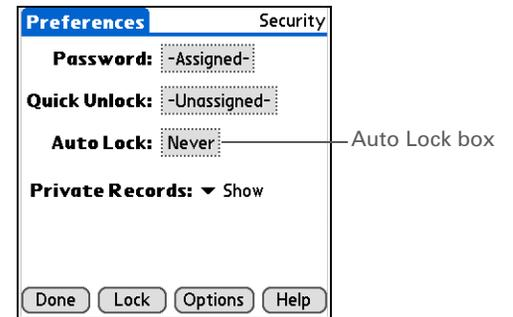 Preferences Security
Password: -Assigned-
Quick Unlock: -Unassigned-
Auto Lock: Never
Auto Lock box
Private Records: Show
Done Lock Options Help